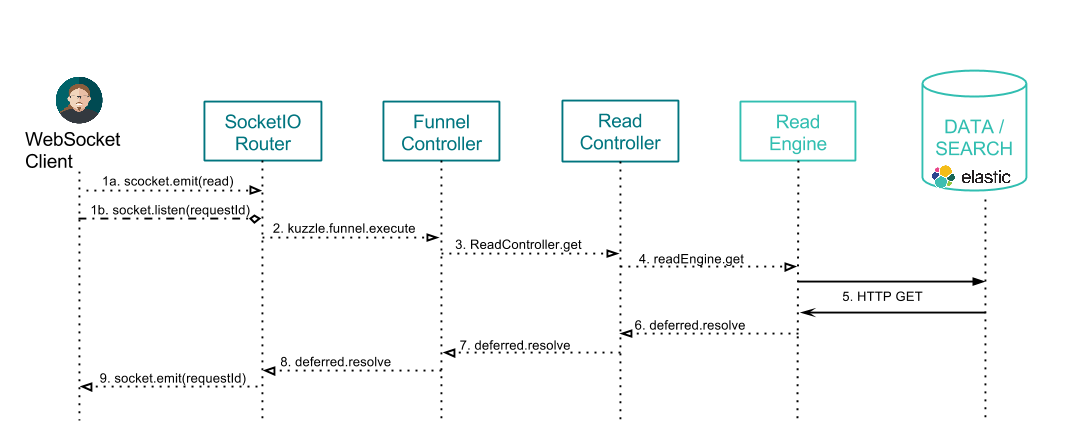 WebSocket
Client
SocketIO
Router
Funnel
Controller
Read
Controller
Read
Engine
DATA /
SEARCH
elastic
1a. scocket.emit(read)
1b. socket.listen(requestId)
2. kuzzle.funnel.execute
3. ReadController.get
4. readEngine.get
5. HTTP GET
6. deferred.resolve
7. deferred.resolve
8. deferred.resolve
9. socket.emit(requestId)